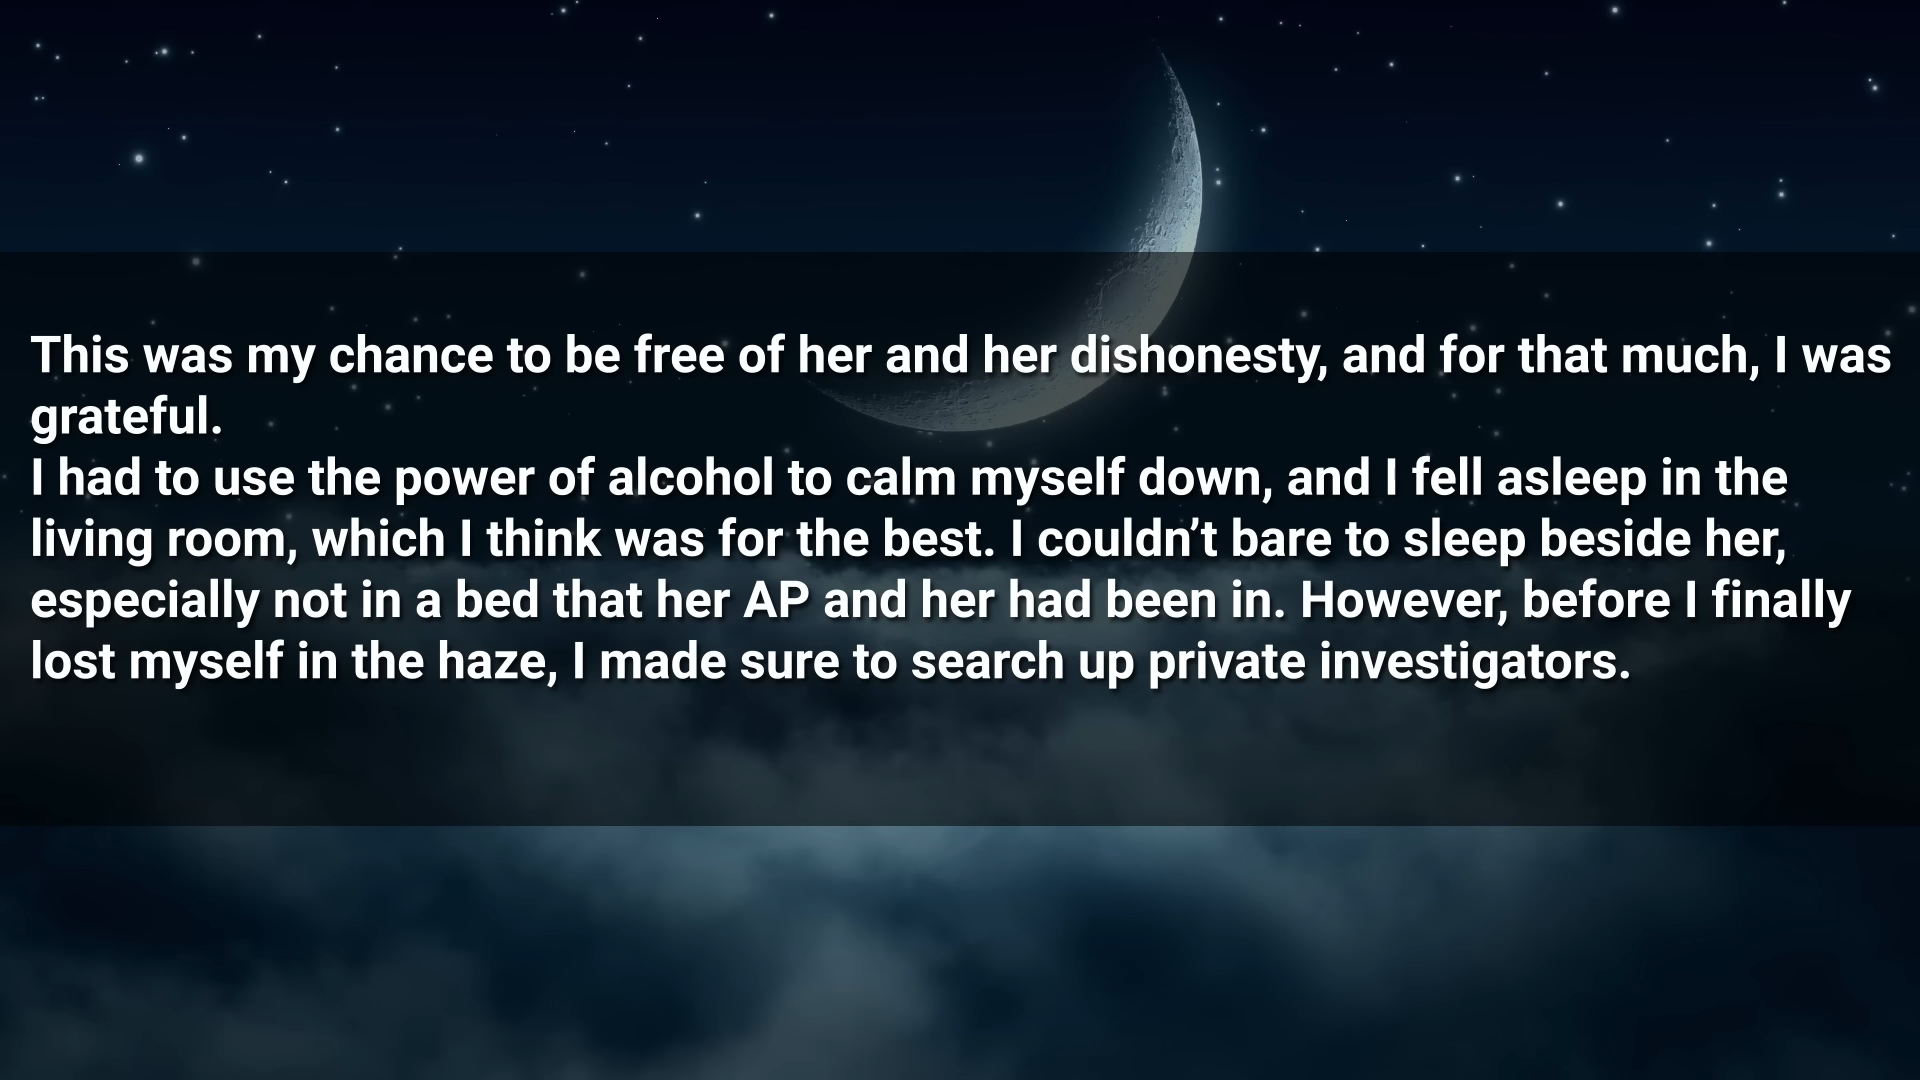 This was my chance to be free of her and her dishonesty, and for that much, I was
grateful.
I had to use the power of alcohol to calm myself down, and I fell asleep in the
living room, which I think was for the best. I couldn’t bare to sleep beside her,
especially not in a bed that her AP and her had been in. However, before I finally
lost myself in the haze, I made sure to search up private investigators.